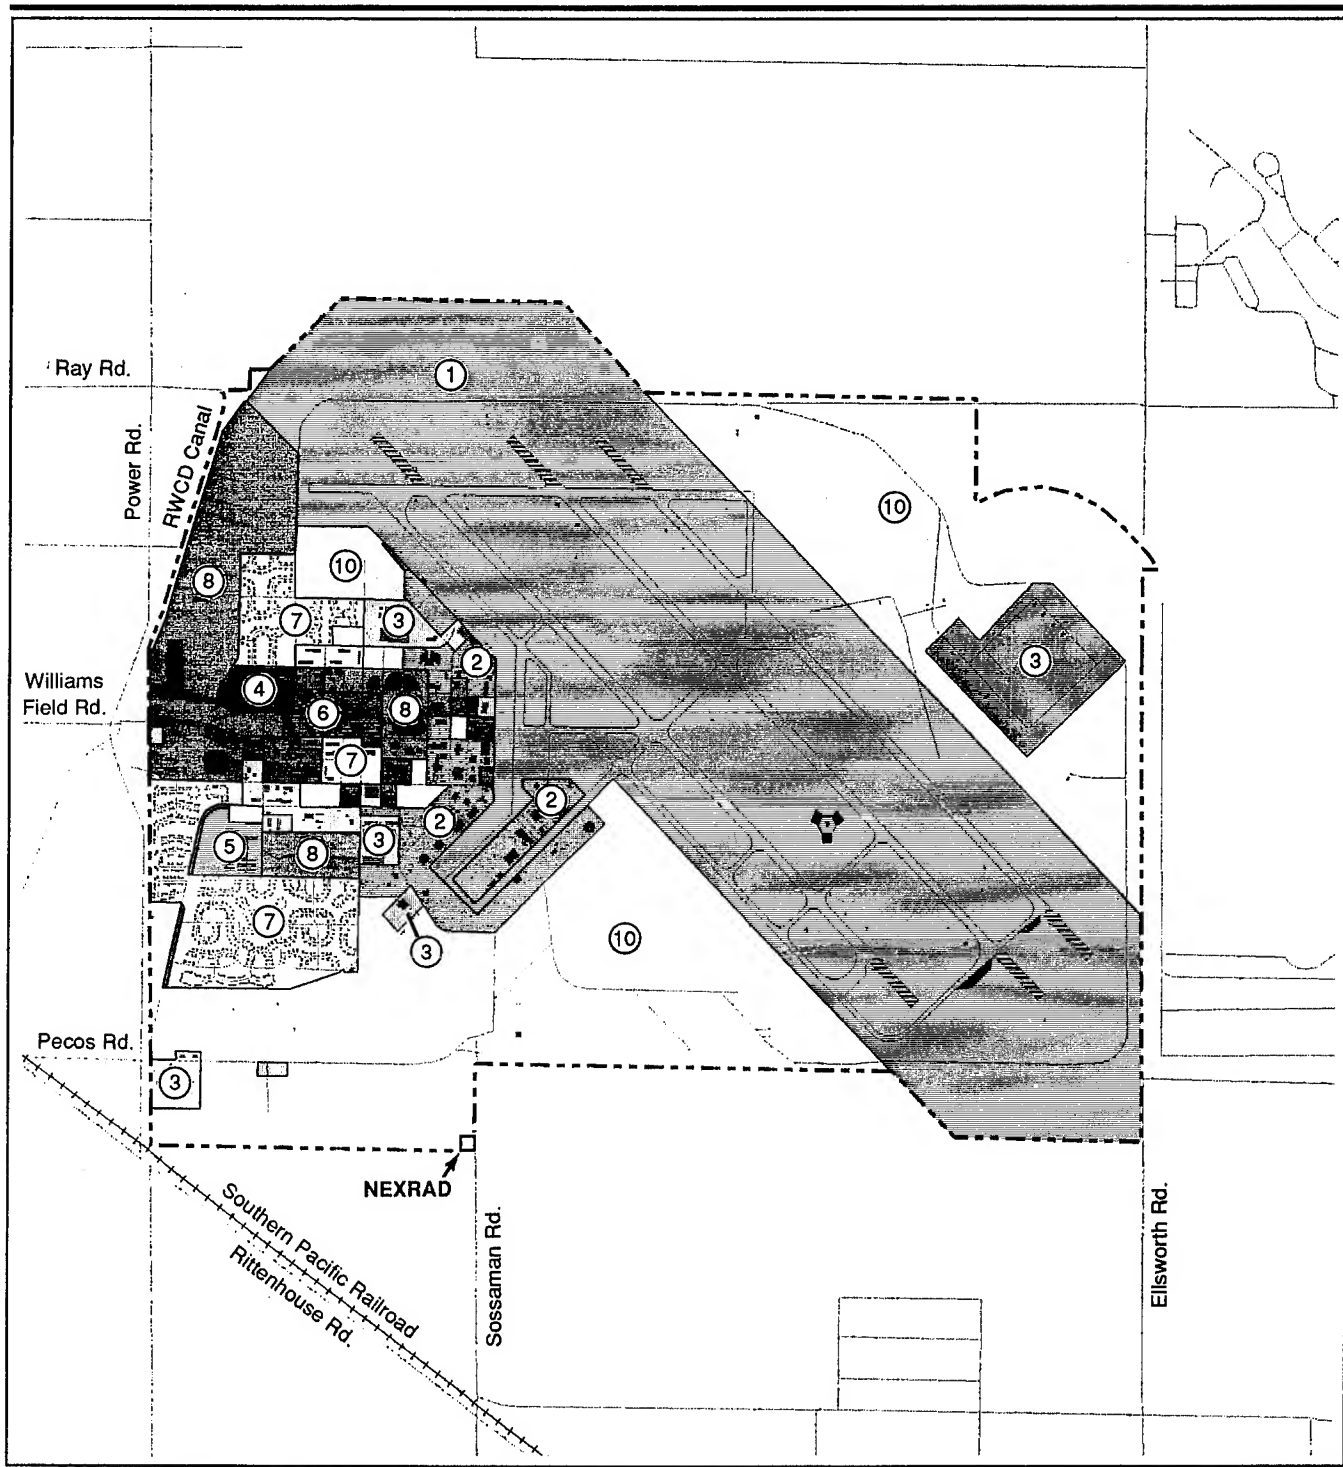 Ray Rd.
1
Power Rd.
RWCD Canal
10
10
8
7
3
2
3
Williams
Field Rd.
4
6
8
7
2
2
5
8
3
7
3
10
Pecos Rd.
3
NEXRAD
Southern Pacific Railroad
Rittenhouse Rd.
Sossaman Rd.
Ellsworth Rd.